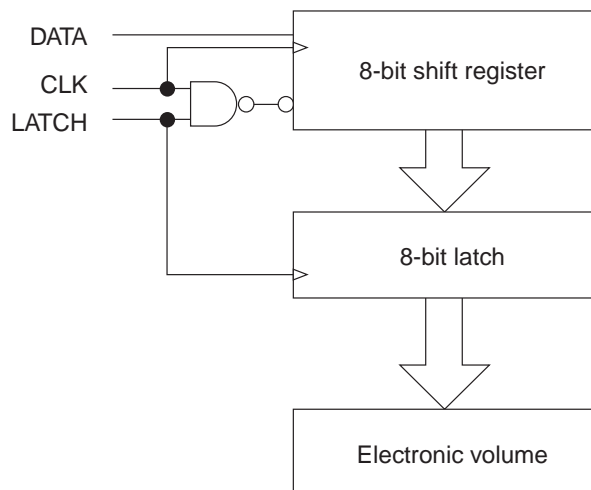 DATA
CLK
LATCH
8-bit shift register
8-bit latch
Electronic volume